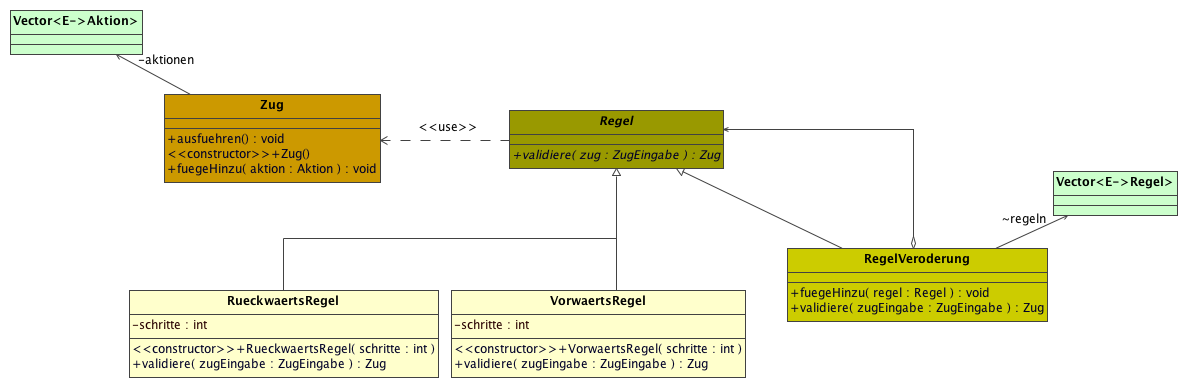 Vector<E->Aktion>
-aktionen
Zug
+ausfuehren() : void
<<constructor>>+Zug()
+fuegeHinzu( aktion : Aktion ) : void
<<use>>
Regel
+validiere( zug : ZugEingabe ) : Zug
Vector<E->Regel>
~regeln
RegelVeroderung
+fuegeHinzu( regel : Regel ) : void
+validiere( zugEingabe : ZugEingabe ) : Zug
RueckwaertsRegel
-schritte : int
<<constructor>>+RueckwaertsRegel( schritte : int )
+validiere( zugEingabe : ZugEingabe ) : Zug
VorwaertsRegel
-schritte : int
<<constructor>>+VorwaertsRegel( schritte : int )
+validiere( zugEingabe : ZugEingabe ) : Zug